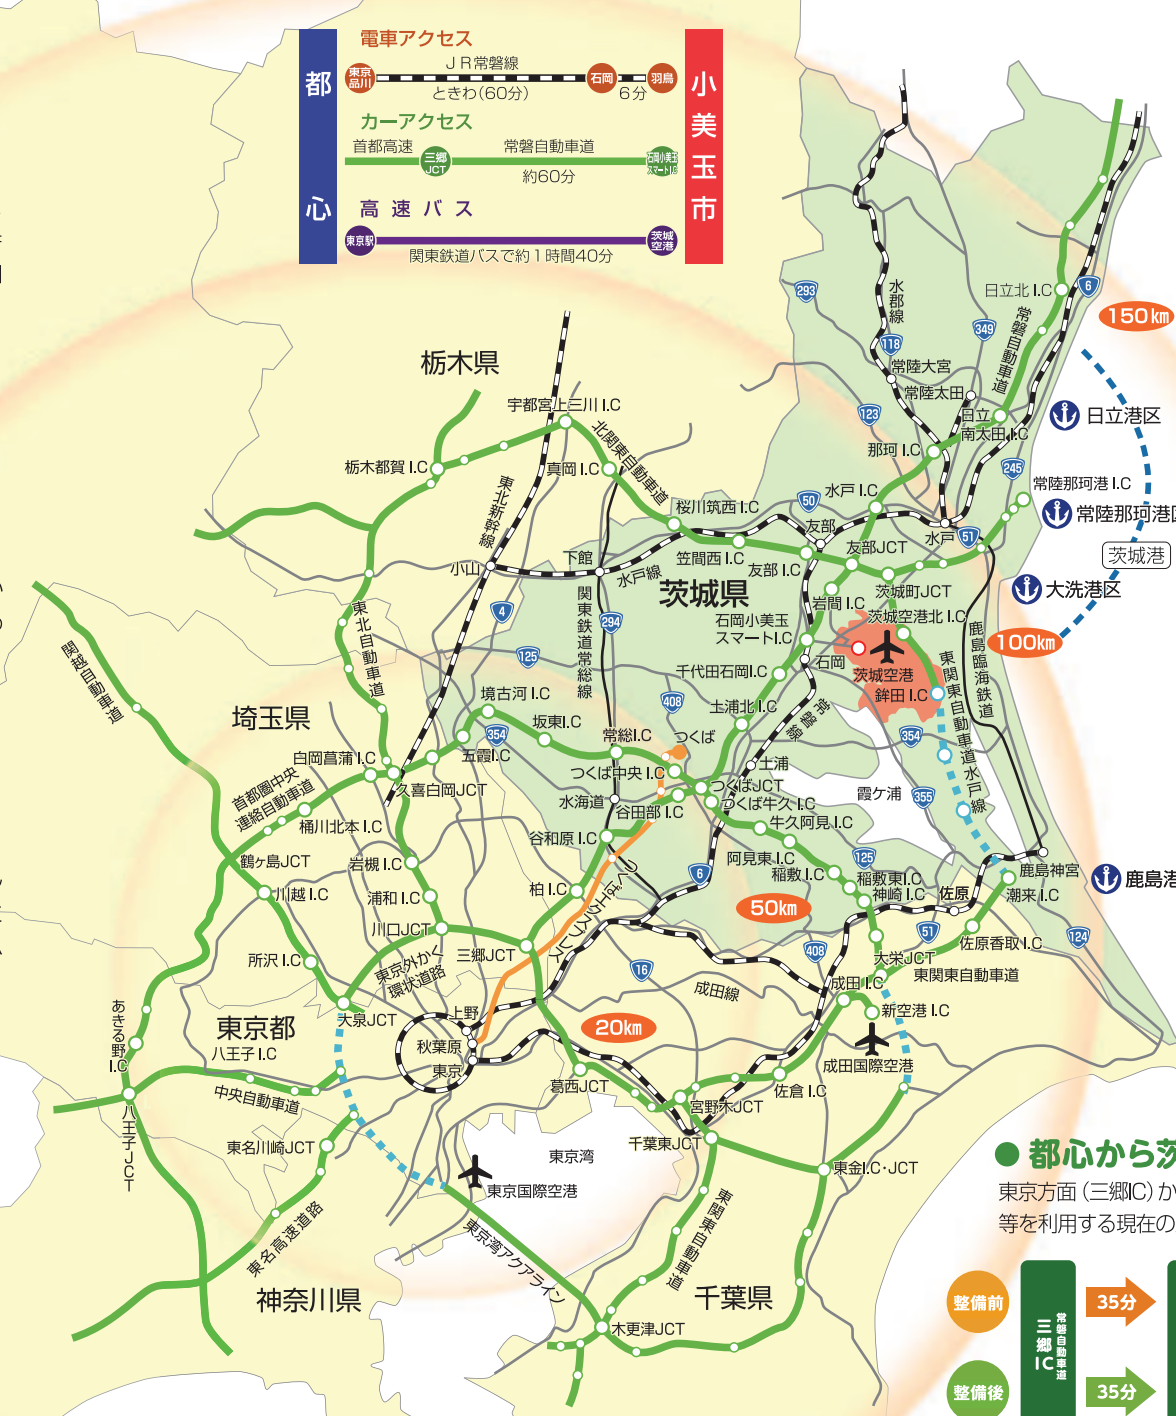 都心
小美玉市
電車アクセス
東京
品川
JR常磐線
ときわ(60分)
石岡
6分
羽鳥
カーアクセス
首都高速
三郷
JCT
常磐自動車道
約60分
石岡小美玉
スマートIC
高速バス
東京駅
関東鉄道バスで約1時間40分
茨城
空港
293
水郡線
118
349
常磐自動車道
日立北I.C
6
150km
常陸大宮
常陸太田
123
日立
南太田I.C
日立港区
那珂I.C
245
常陸那珂港I.C
常陸那珂港区
茨城港
大洗港区
100km
栃木県
宇都宮上三川I.C
北関東自動車道
栃木都賀I.C
真岡I.C
東北新幹線
桜川筑西I.C
50
水戸I.C
友部
水戸
51
小山
下館
水戸線
笠間西I.C
友部I.C
友部JCT
茨城県
茨城町JCT
岩間I.C
茨城空港北I.C
石岡小美玉
スマートI.C
石岡
茨城空港
鉾田I.C
鹿島臨海鉄道
東関東自動車道水戸線
4
294
関東鉄道常総線
125
東北自動車道
関越自動車道
千代田石岡I.C
408
土浦北I.C
常磐線
354
埼玉県
境古河I.C
354
坂東I.C
五霞I.C
常総I.C
つくば
つくば中央I.C
土浦
つくばJCT
つくば牛久I.C
霞ケ浦
355
白岡菖蒲I.C
久喜白岡JCT
首都圏中央
連絡自動車道
桶川北本I.C
水海道
谷田部I.C
谷和原I.C
牛久阿見I.C
阿見東I.C
125
稲敷I.C
稲敷東I.C
神崎I.C
佐原
鹿島神宮
潮来I.C
鹿島港
鶴ヶ島JCT
川越I.C
岩槻I.C
浦和I.C
川口JCT
柏I.C
つくばエクスプレス
6
50km
三郷JCT
所沢I.C
東京外かく
環状道路
16
成田線
408
51
佐原香取I.C
124
大栄JCT
東関東自動車道
成田I.C
新空港I.C
成田国際空港
あきる野I.C
東京都
八王子I.C
大泉JCT
上野
秋葉原
東京
20km
中央自動車道
八王子JCT
葛西JCT
佐倉I.C
宮野木JCT
千葉東JCT
東名川崎JCT
東京湾
東京国際空港
東金I.C・JCT
東名高速道路
東京湾アクアライン
東関東自動車道
神奈川県
千葉県
木更津JCT
●都心から茨
東京方面(三郷IC)か
等を利用する現在の
整備前
三郷IC
常磐自動車道
35分
整備後
35分